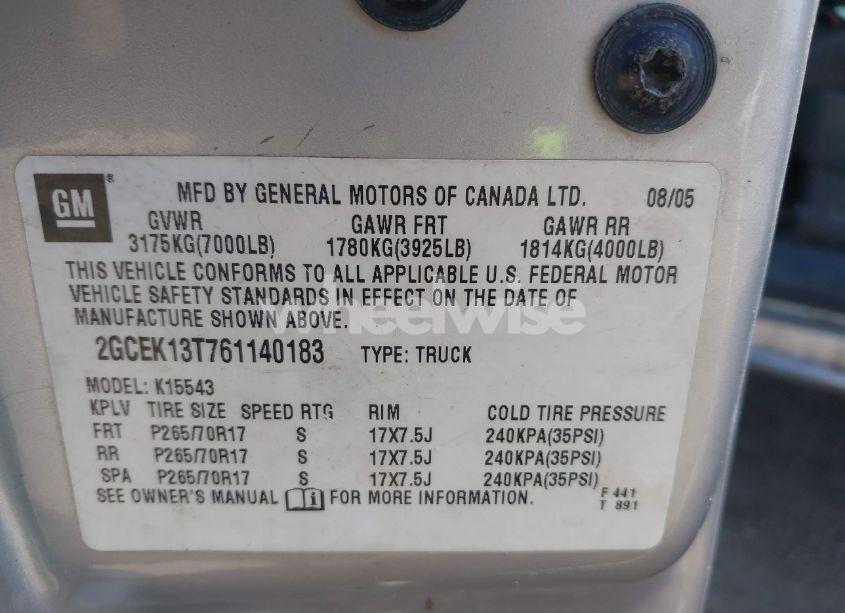 GM ®
MFD BY GENERAL MOTORS OF CANADA LTD. 08/05
GVWR GAWR FRT GAWR RR
3175KG(7000LB) 1780KG(3925LB) 1814KG(4000LB)
THIS VEHICLE CONFORMS TO ALL APPLICABLE U.S. FEDERAL MOTOR
VEHICLE SAFETY STANDARDS IN EFFECT ON THE DATE OF
MANUFACTURE SHOWN ABOVE.
wheelwise
2GCEK13T761140183 TYPE: TRUCK
MODEL: K15543
KPLV TIRE SIZE SPEED RTG RIM COLD TIRE PRESSURE
FRT P265/70R17 S 17X7.5J 240KPA(35PSI)
RR P265/70R17 S 17X7.5J 240KPA(35PSI)
SPA P265/70R17 S 17X7.5J 240KPA(35PSI)
SEE OWNER'S MANUAL i FOR MORE INFORMATION.
F 441
T 891